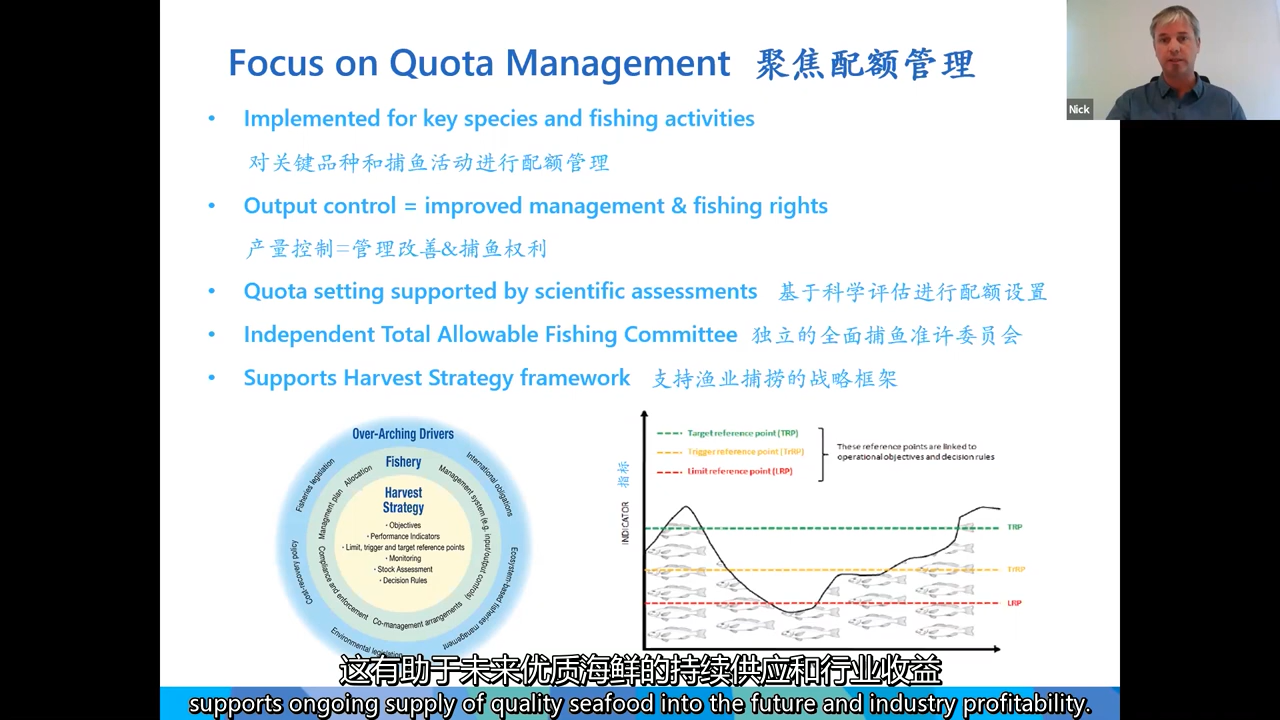 Focus on Quota Management 聚焦配额管理
Nick
• Implemented for key species and fishing activities
对关键品种和捕鱼活动进行配额管理
• Output control = improved management & fishing rights
产量控制=管理改善&捕鱼权利
• Quota setting supported by scientific assessments 基于科学评估进行配额设置
• Independent Total Allowable Fishing Committee 独立的全面捕鱼准许委员会
• Supports Harvest Strategy framework 支持渔业捕捞的战略框架
Over-Arching Drivers
Fisheries legislation
International obligations
Cost-recovery policy
Ecosystem-based fisheries management
Environmental legislation
Fishery
Allocation
Managment plan
Management system (e.g. input/output controls)
Compliance and enforcement
Co-management arrangements
Harvest
Strategy
• Objectives
• Performance Indicators
• Limit, trigger and target reference points
• Monitoring
• Stock Assessment
• Decision Rules
Target reference point (TRP)
Trigger reference point (TrRP)
Limit reference point (LRP)
These reference points are linked to
operational objectives and decision rules
指标
INDICATOR
TRP
TrRP
LRP
这有助于未来优质海鲜的持续供应和行业收益
supports ongoing supply of quality seafood into the future and industry profitability.